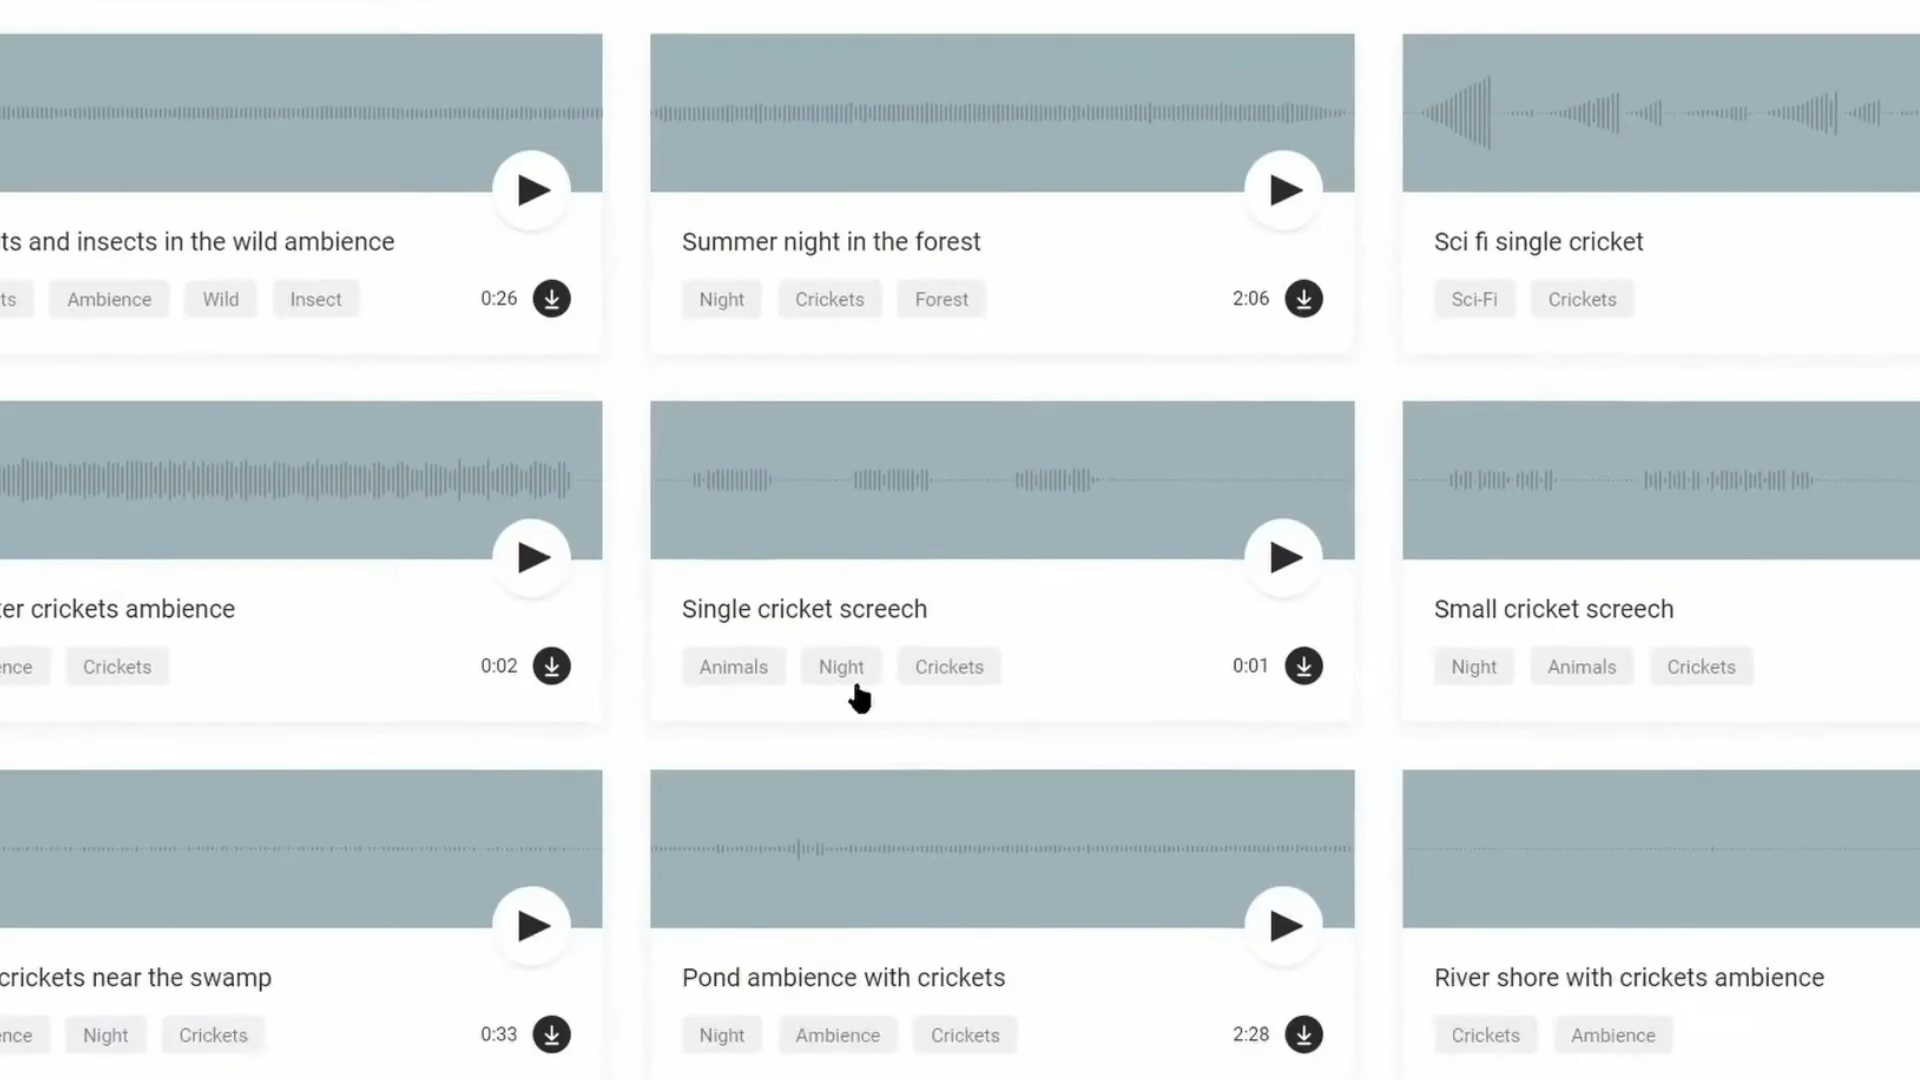 ts and insects in the wild ambience
ts Ambience Wild Insect 0:26
Summer night in the forest
Night Crickets Forest 2:06
Sci fi single cricket
Sci-Fi Crickets
ter crickets ambience
ence Crickets 0:02
Single cricket screech
Animals Night Crickets 0:01
Small cricket screech
Night Animals Crickets
crickets near the swamp
ence Night Crickets 0:33
Pond ambience with crickets
Night Ambience Crickets 2:28
River shore with crickets ambience
Crickets Ambience